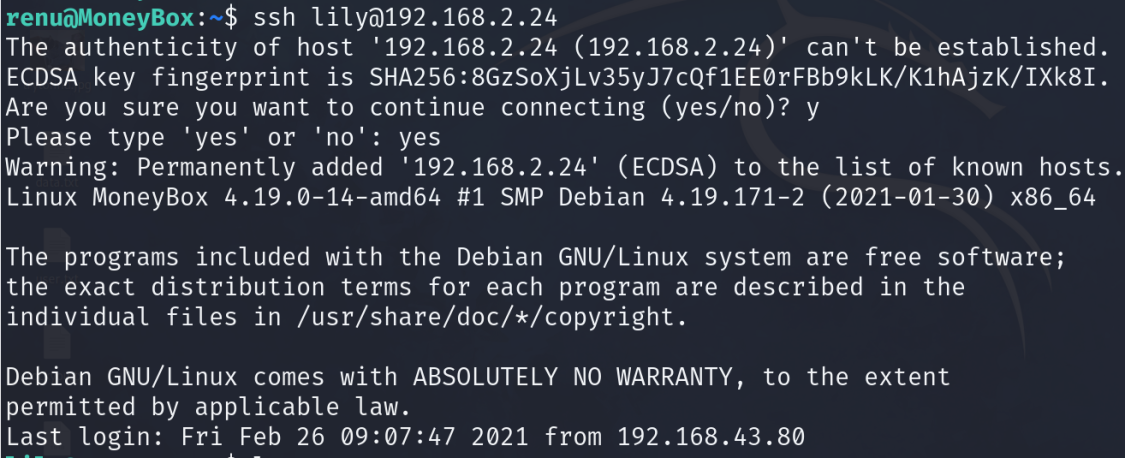 renu@MoneyBox:~$ ssh lily@192.168.2.24
The authenticity of host '192.168.2.24 (192.168.2.24)' can't be established.
ECDSA key fingerprint is SHA256:8GzSoXjLv35yJ7cQf1EE0rFBb9kLK/K1hAjzK/IXk8I.
Are you sure you want to continue connecting (yes/no)? y
Please type 'yes' or 'no': yes
Warning: Permanently added '192.168.2.24' (ECDSA) to the list of known hosts.
Linux MoneyBox 4.19.0-14-amd64 #1 SMP Debian 4.19.171-2 (2021-01-30) x86_64
The programs included with the Debian GNU/Linux system are free software;
the exact distribution terms for each program are described in the
individual files in /usr/share/doc/*/copyright.
Debian GNU/Linux comes with ABSOLUTELY NO WARRANTY, to the extent
permitted by applicable law.
Last login: Fri Feb 26 09:07:47 2021 from 192.168.43.80